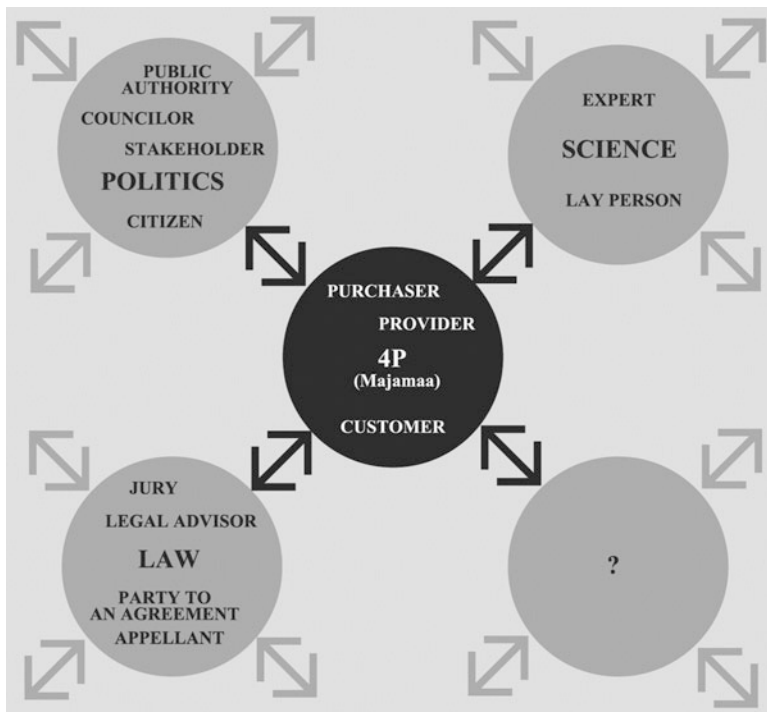 PUBLIC
AUTHORITY
COUNCILOR
STAKEHOLDER
POLITICS
CITIZEN
EXPERT
SCIENCE
LAY PERSON
PURCHASER
PROVIDER
4P
(Majamaa)
CUSTOMER
JURY
LEGAL ADVISOR
LAW
PARTY TO
AN AGREEMENT
APPELLANT
?